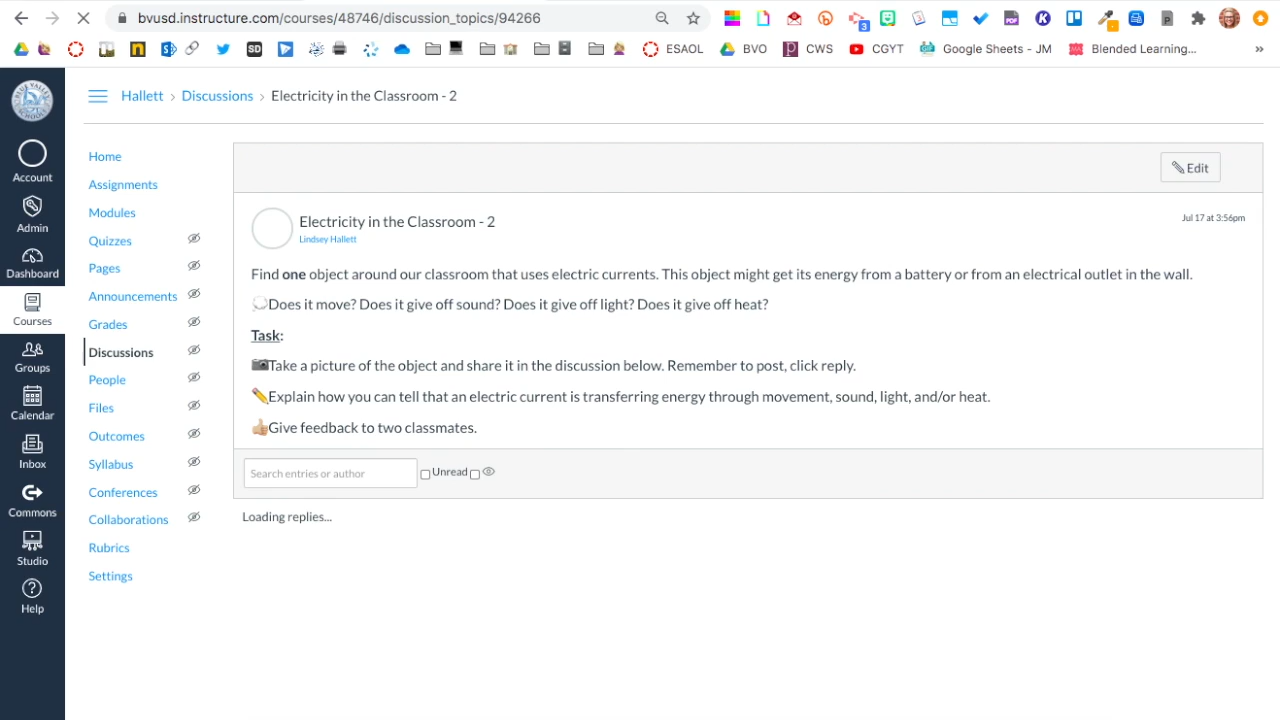 bvusd.instructure.com/courses/48746/discussion_topics/94266
3
SD
ESAOL
BVO
CWS
CGYT
Google Sheets - JM
Blended Learning...
»
Hallett › Discussions › Electricity in the Classroom - 2
Account
Admin
Dashboard
Courses
Groups
Calendar
Inbox
Commons
Studio
Help
Home
Assignments
Modules
Quizzes
Pages
Announcements
Grades
Discussions
People
Files
Outcomes
Syllabus
Conferences
Collaborations
Rubrics
Settings
Edit
Electricity in the Classroom - 2
Jul 17 at 3:56pm
Lindsey Hallett
Find one object around our classroom that uses electric currents. This object might get its energy from a battery or from an electrical outlet in the wall.
💭Does it move? Does it give off sound? Does it give off light? Does it give off heat?
Task:
📷Take a picture of the object and share it in the discussion below. Remember to post, click reply.
✏️Explain how you can tell that an electric current is transferring energy through movement, sound, light, and/or heat.
👍🏼Give feedback to two classmates.
Search entries or author
Unread
Loading replies...